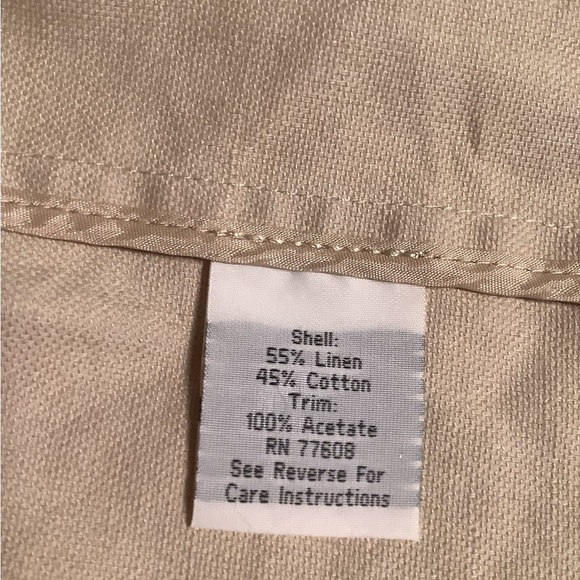 Shell:
55% Linen
45% Cotton
Trim:
100% Acetate
RN 77608
See Reverse For
Care Instructions